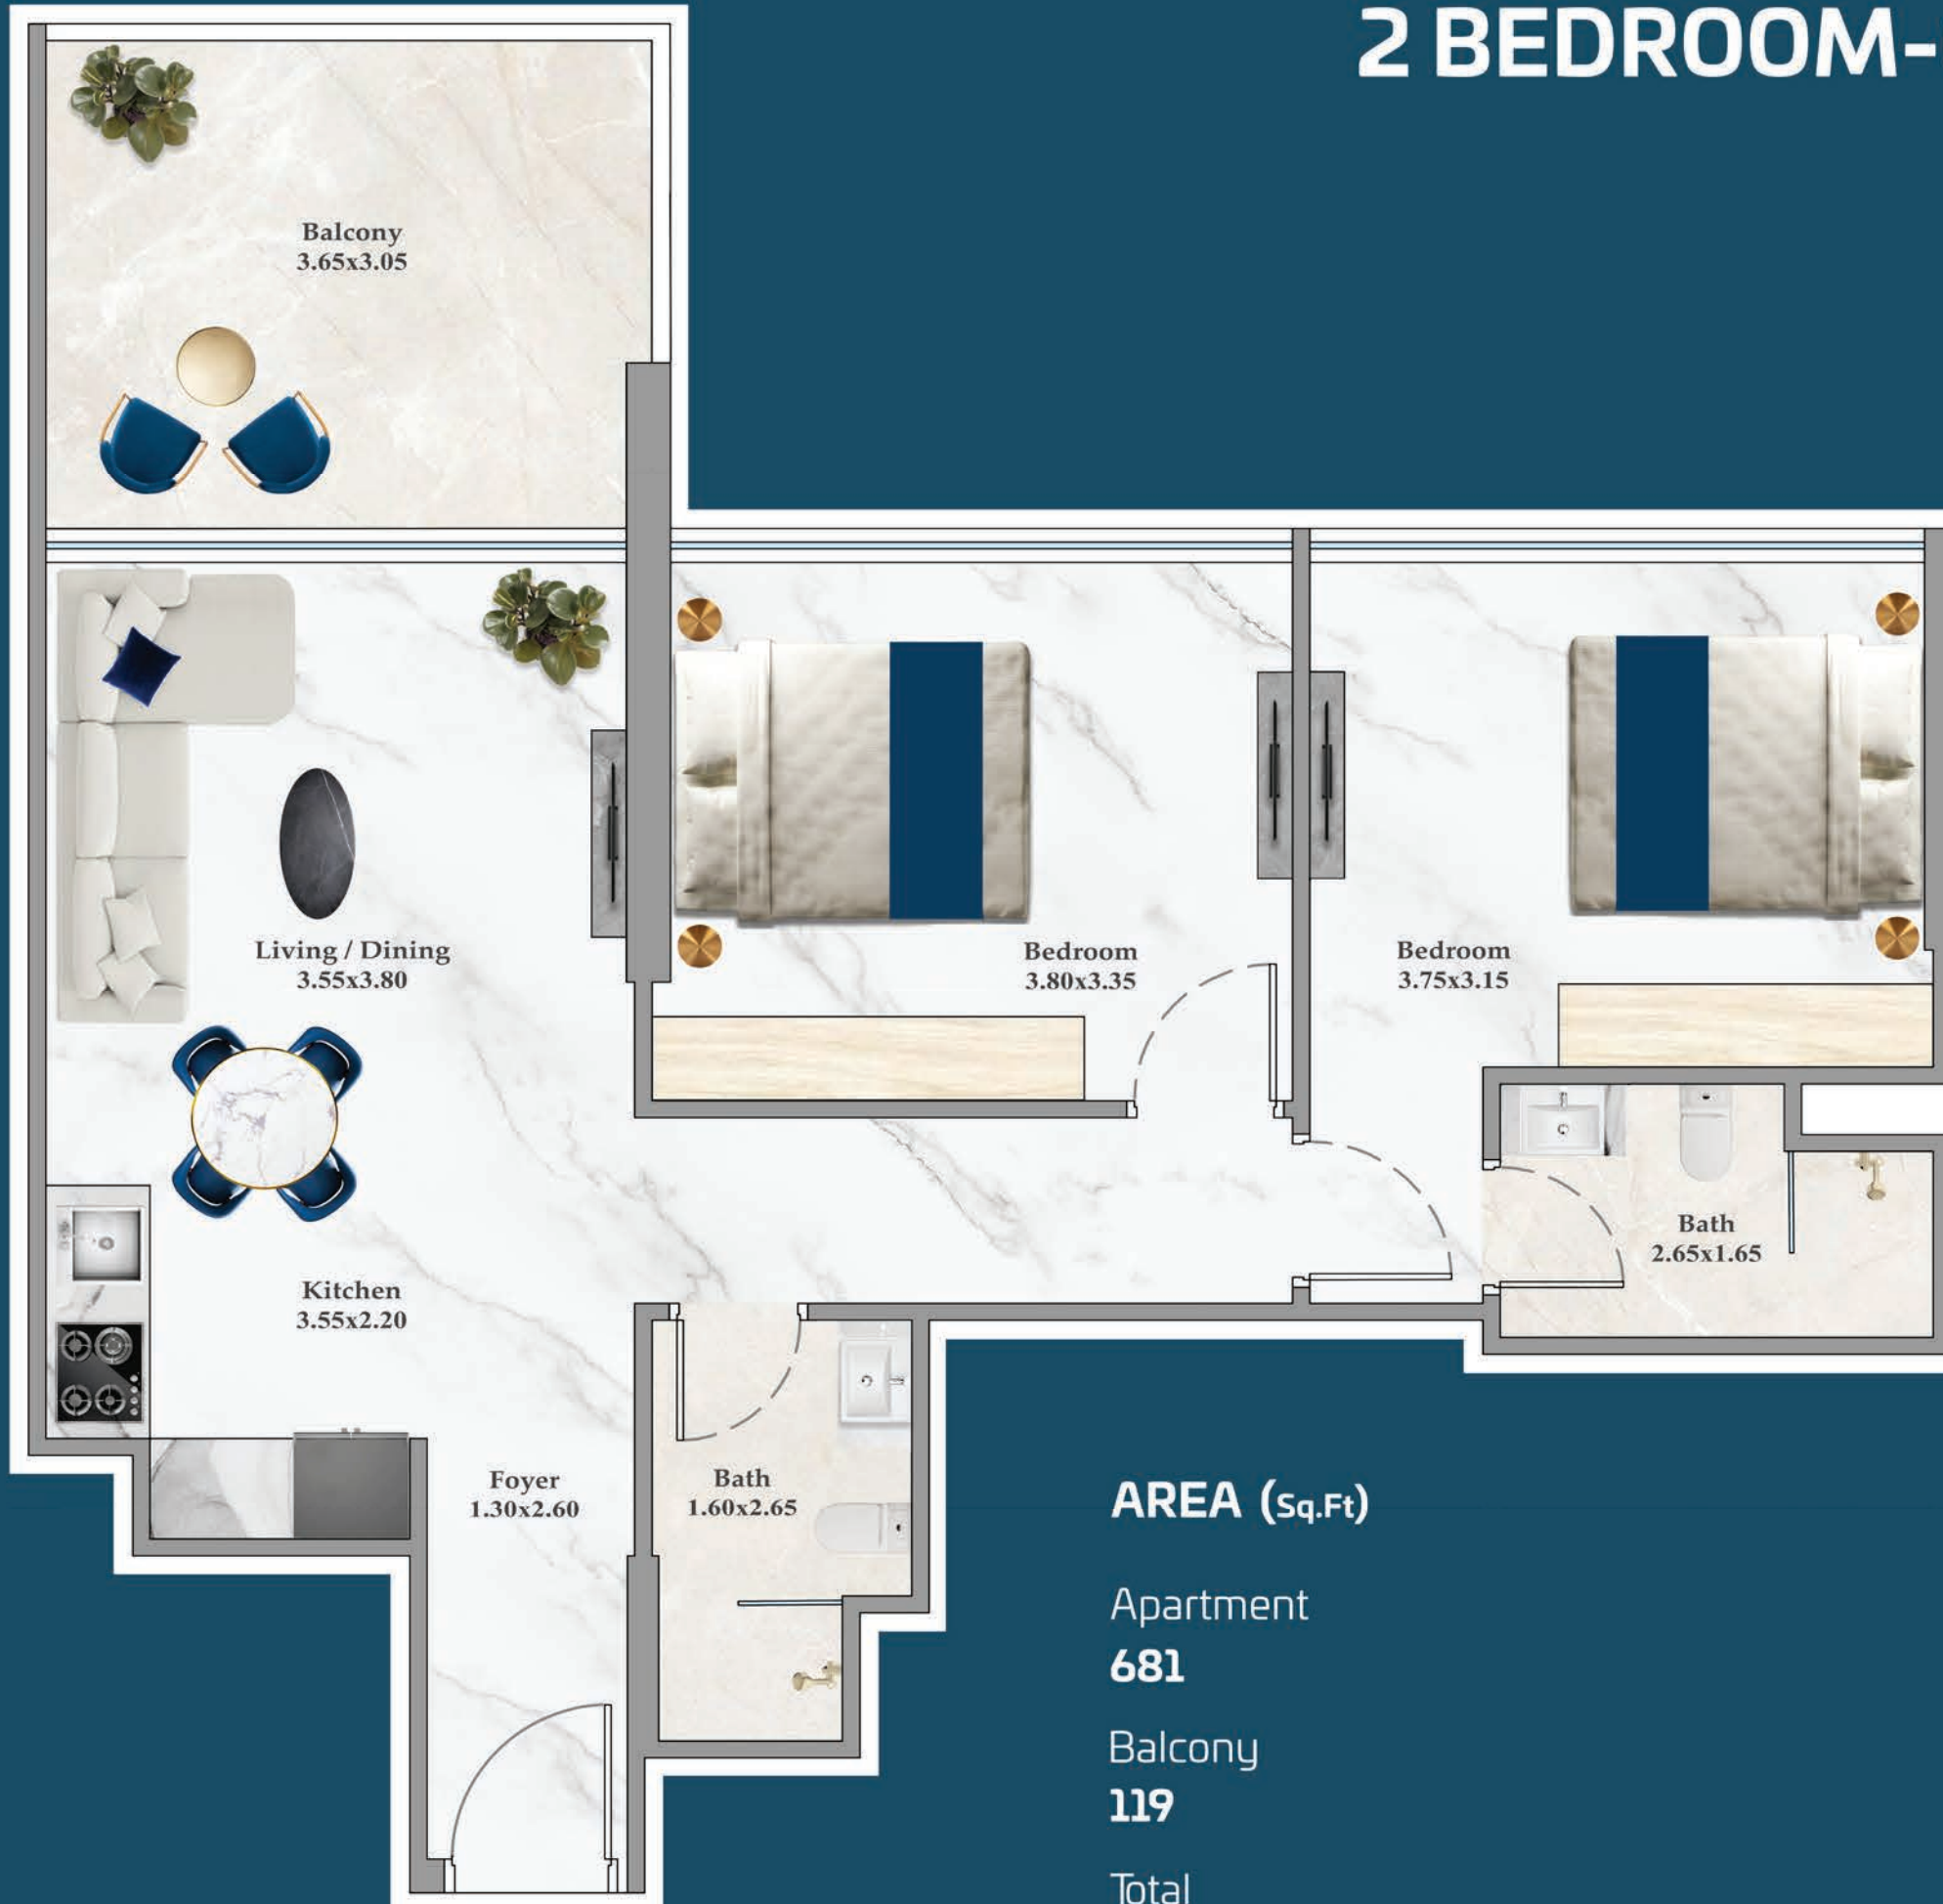 2 BEDROOM-
Balcony
3.65x3.05
Living / Dining
3.55x3.80
Bedroom
3.80x3.35
Bedroom
3.75x3.15
Bath
2.65x1.65
Kitchen
3.55x2.20
Foyer
1.30x2.60
Bath
1.60x2.65
AREA (Sq.Ft)
Apartment
681
Balcony
119
Total